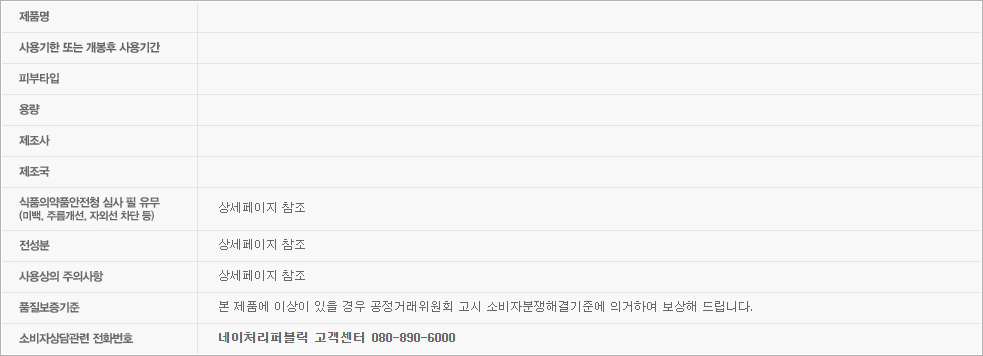 제품명
사용기한 또는 개봉후 사용기간
피부타입
용량
제조사
제조국
식품의약품안전청 심사 필 유무
(미백, 주름개선, 자외선 차단 등)
상세페이지 참조
전성분
상세페이지 참조
사용상의 주의사항
상세페이지 참조
품질보증기준
본 제품에 이상이 있을 경우 공정거래위원회 고시 소비자분쟁해결기준에 의거하여 보상해 드립니다.
소비자상담관련 전화번호
네이처리퍼블릭 고객센터 080-890-6000